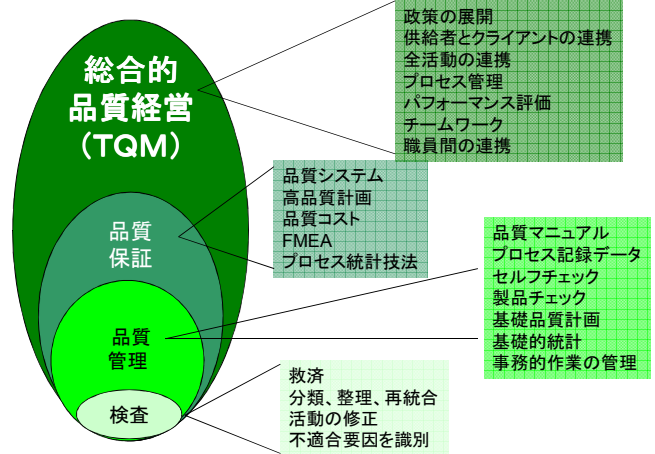 総合的
品質経営
(TQM)
政策の展開
供給者とクライアントの連携
全活動の連携
プロセス管理
パフォーマンス評価
チームワーク
職員間の連携
品質
保証
品質システム
高品質計画
品質コスト
FMEA
プロセス統計技法
品質
管理
品質マニュアル
プロセス記録データ
セルフチェック
製品チェック
基礎品質計画
基礎的統計
事務的作業の管理
検査
救済
分類、整理、再統合
活動の修正
不適合要因を識別